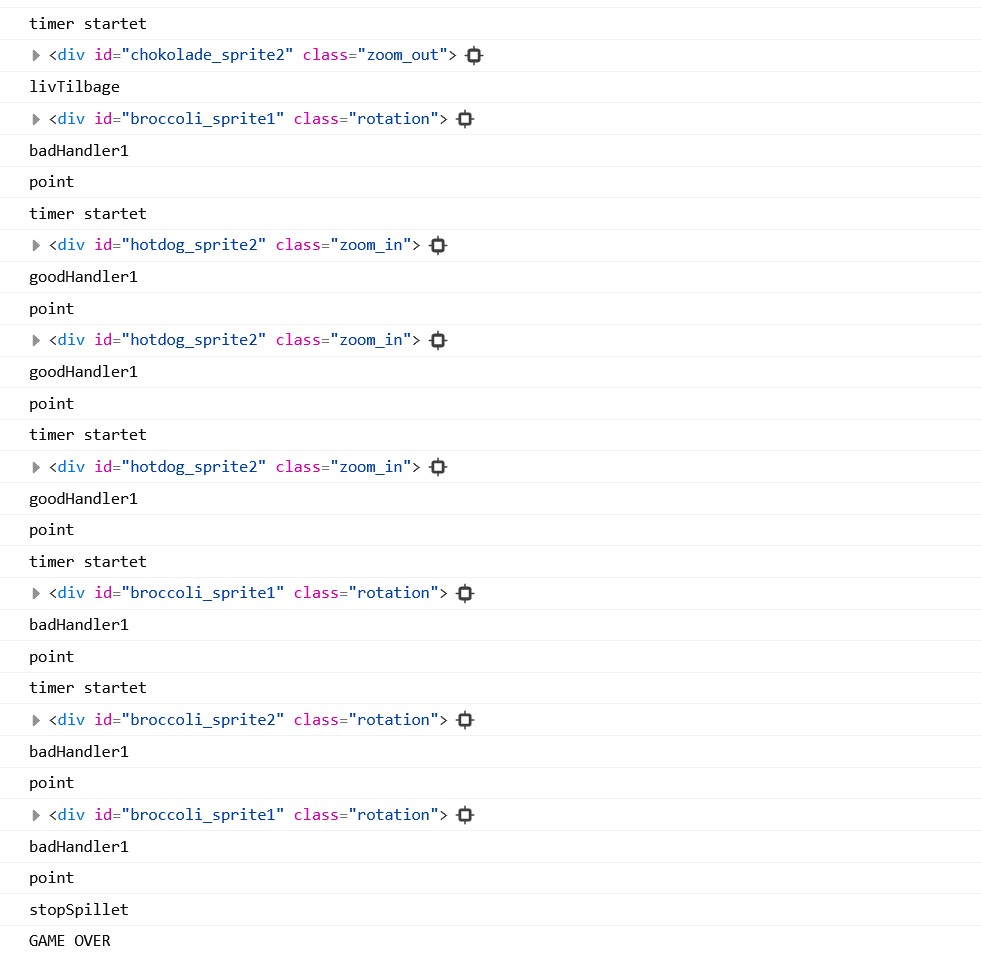 timer startet
<div id="chokolade_sprite2" class="zoom_out">
livTilbage
<div id="broccoli_sprite1" class="rotation">
badHandler1
point
timer startet
<div id="hotdog_sprite2" class="zoom_in">
goodHandler1
point
<div id="hotdog_sprite2" class="zoom_in">
goodHandler1
point
timer startet
<div id="hotdog_sprite2" class="zoom_in">
goodHandler1
point
timer startet
<div id="broccoli_sprite1" class="rotation">
badHandler1
point
timer startet
<div id="broccoli_sprite2" class="rotation">
badHandler1
point
<div id="broccoli_sprite1" class="rotation">
badHandler1
point
stopSpillet
GAME OVER